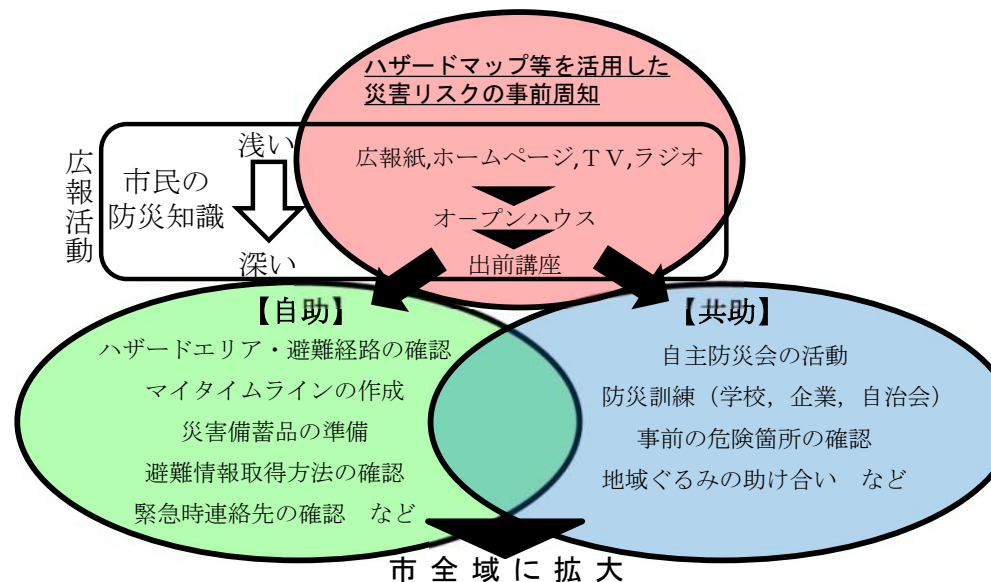 ハザードマップ等を活用した
災害リスクの事前周知
広報活動
市民の
防災知識
浅い
深い
広報紙,ホームページ,ＴＶ,ラジオ
オープンハウス
出前講座
【自助】
ハザードエリア・避難経路の確認
マイタイムラインの作成
災害備蓄品の準備
避難情報取得方法の確認
緊急時連絡先の確認　など
【共助】
自主防災会の活動
防災訓練（学校，企業，自治会）
事前の危険箇所の確認
地域ぐるみの助け合い　など
市全域に拡大